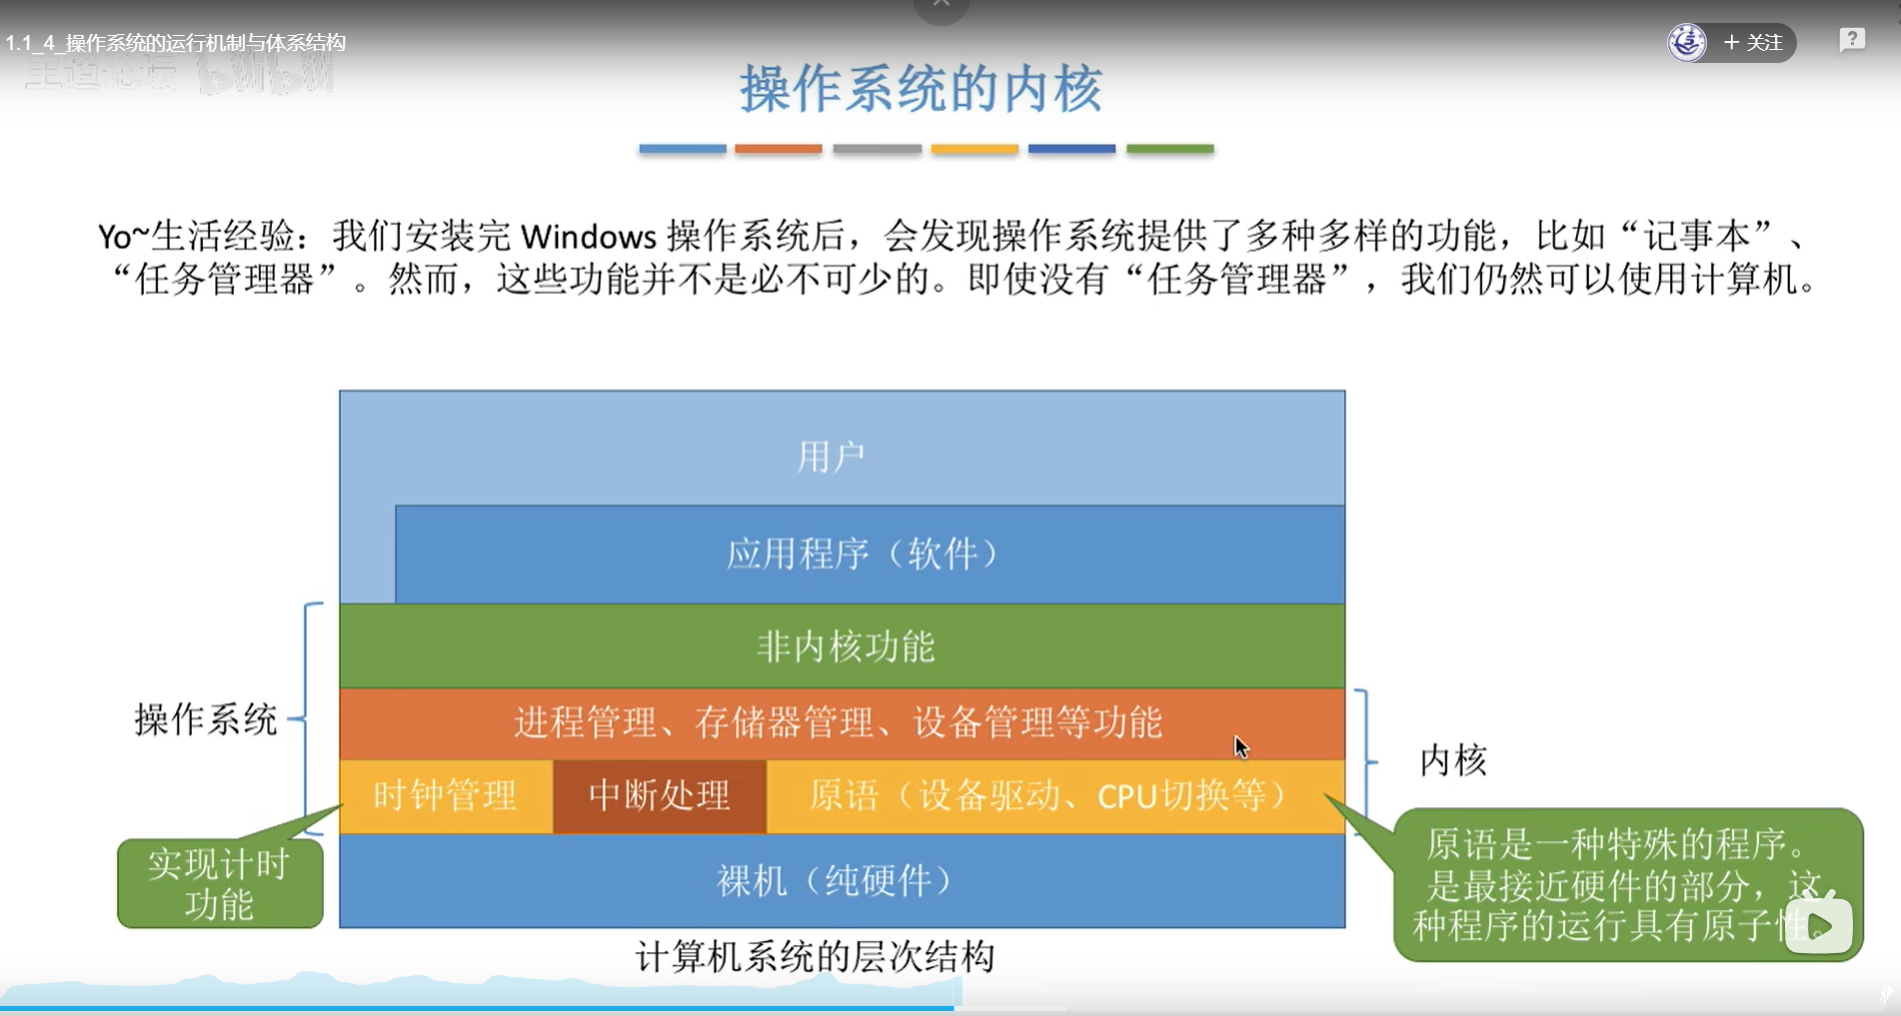 1.1_4_操作系统的运行机制与体系结构
+ 关注
王道论坛 bilibili
操作系统的内核
Yo~生活经验：我们安装完 Windows 操作系统后，会发现操作系统提供了多种多样的功能，比如“记事本”、
“任务管理器”。然而，这些功能并不是必不可少的。即使没有“任务管理器”，我们仍然可以使用计算机。
用户
应用程序（软件）
非内核功能
操作系统
进程管理、存储器管理、设备管理等功能
内核
时钟管理
中断处理
原语（设备驱动、CPU切换等）
实现计时
功能
原语是一种特殊的程序。
是最接近硬件的部分，这
种程序的运行具有原子性。
裸机（纯硬件）
计算机系统的层次结构